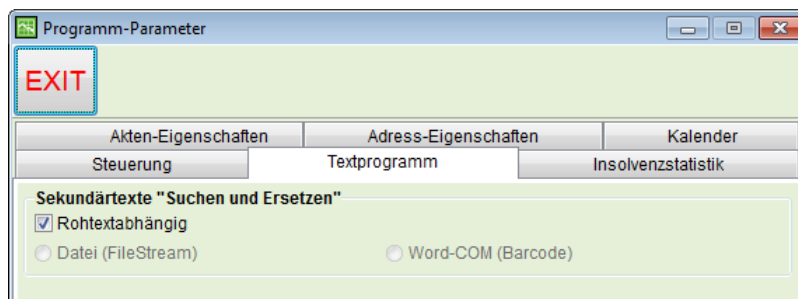 Programm-Parameter
EXIT
Akten-Eigenschaften Adress-Eigenschaften Kalender
Steuerung Textprogramm Insolvenzstatistik
Sekundärtexte "Suchen und Ersetzen"
Rohtextabhängig
Datei (FileStream) Word-COM (Barcode)